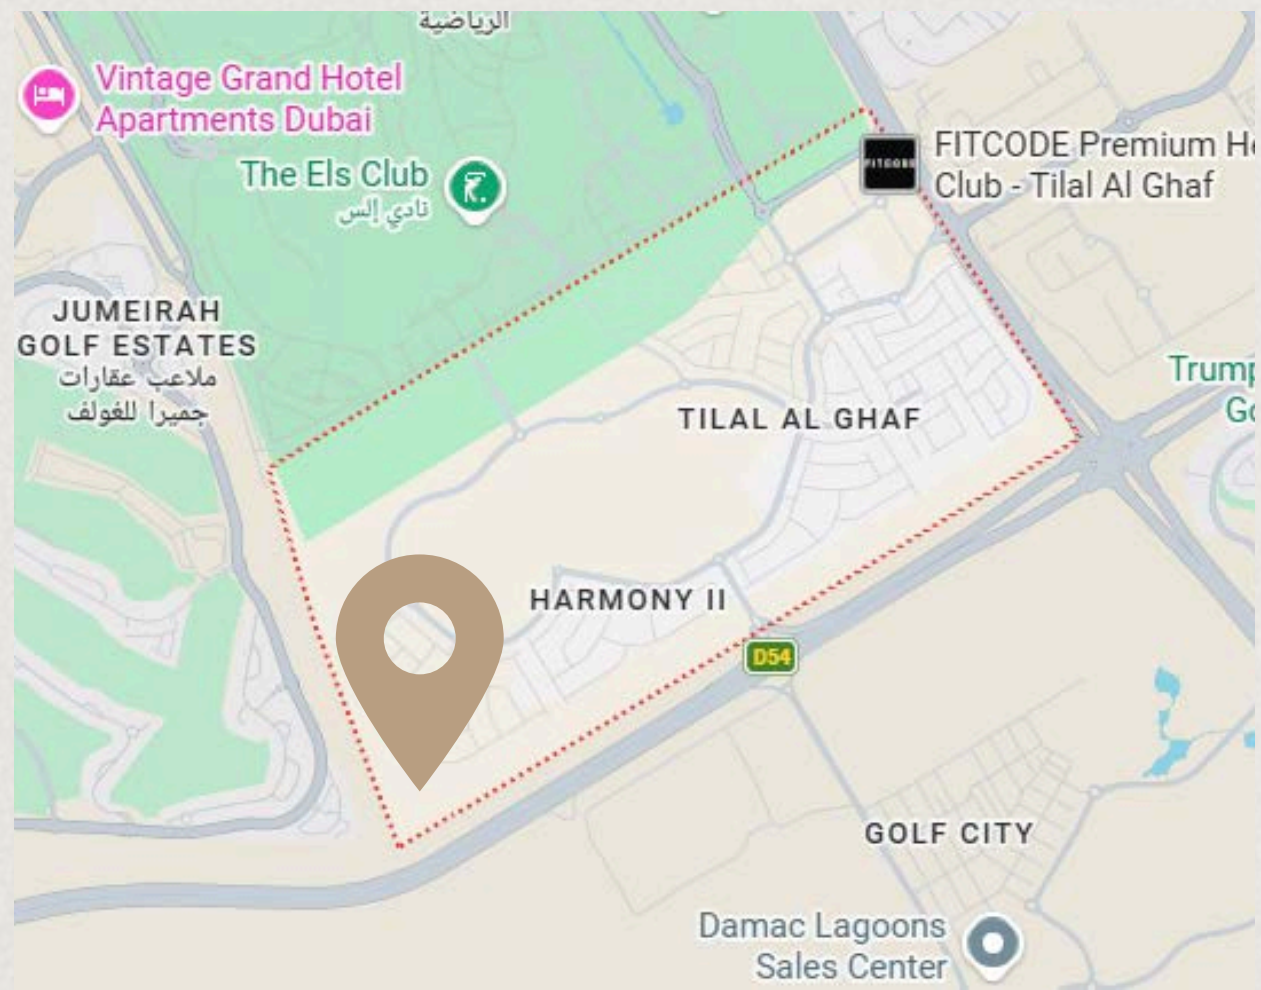 الرياضية
Vintage Grand Hotel
Apartments Dubai
The Els Club
نادي إلس
FITCODE
FITCODE Premium He
Club - Tilal Al Ghaf
JUMEIRAH
GOLF ESTATES
ملاعب عقارات
جميرا للغولف
Trump
Go
TILAL AL GHAF
HARMONY II
D54
GOLF CITY
Damac Lagoons
Sales Center